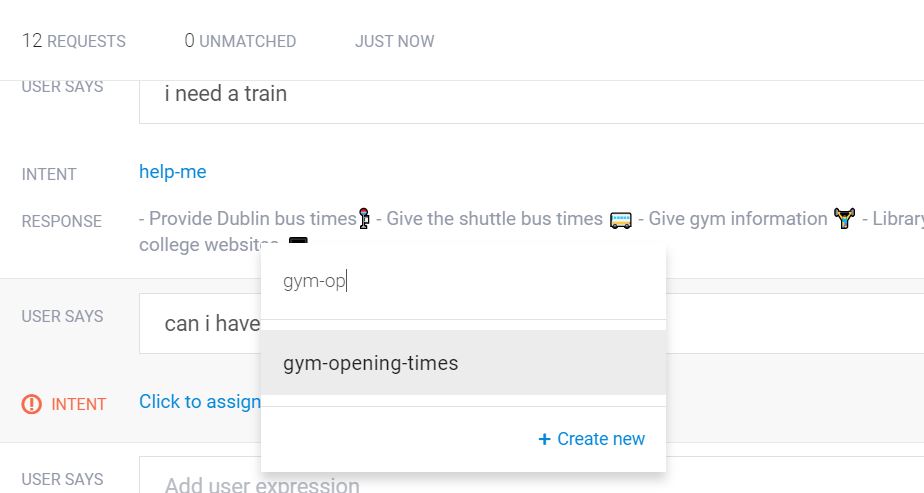 12 REQUESTS 0 UNMATCHED JUST NOW
USER SAYS i need a train
INTENT help-me
RESPONSE - Provide Dublin bus times - Give the shuttle bus times - Give gym information - Library
college websites
gym-op
USER SAYS can i have
gym-opening-times
INTENT Click to assign
+ Create new
USER SAYS Add user expression